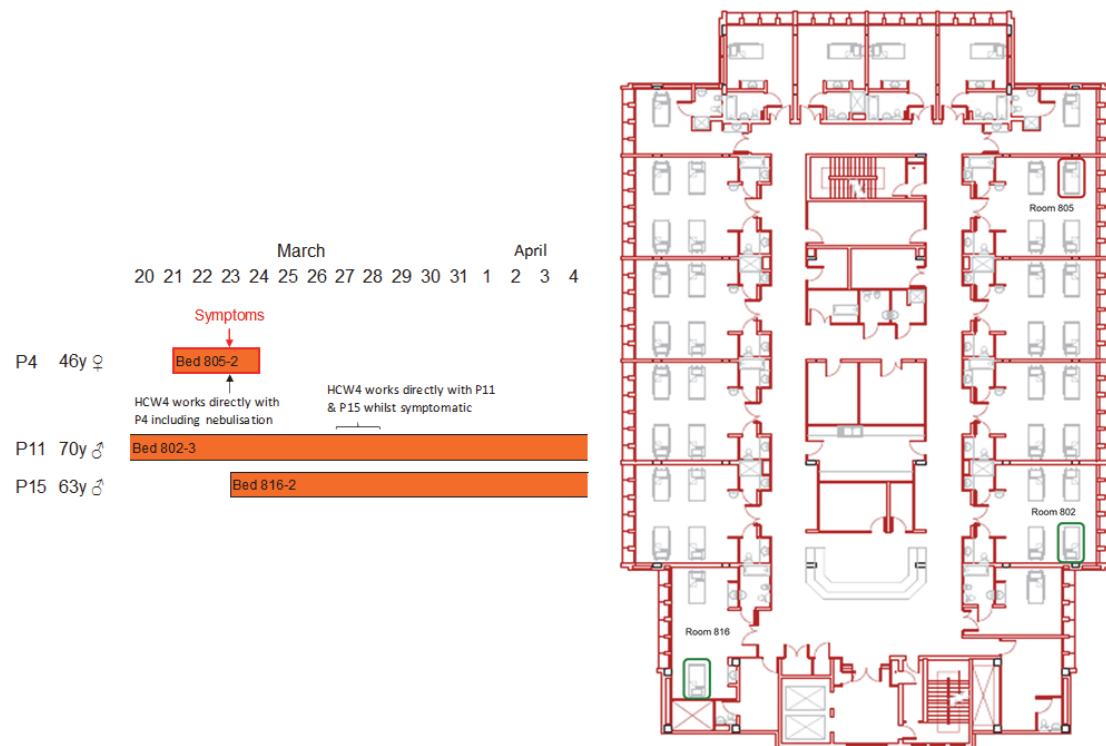 March April
20 21 22 23 24 25 26 27 28 29 30 31 1 2 3 4
Symptoms
P4 46y ♀ Bed 805-2
HCW4 works directly with
P4 including nebulisation
HCW4 works directly with P11
& P15 whilst symptomatic
P11 70y ♂ Bed 802-3
P15 63y ♂ Bed 816-2
Room 805
Room 802
Room 816